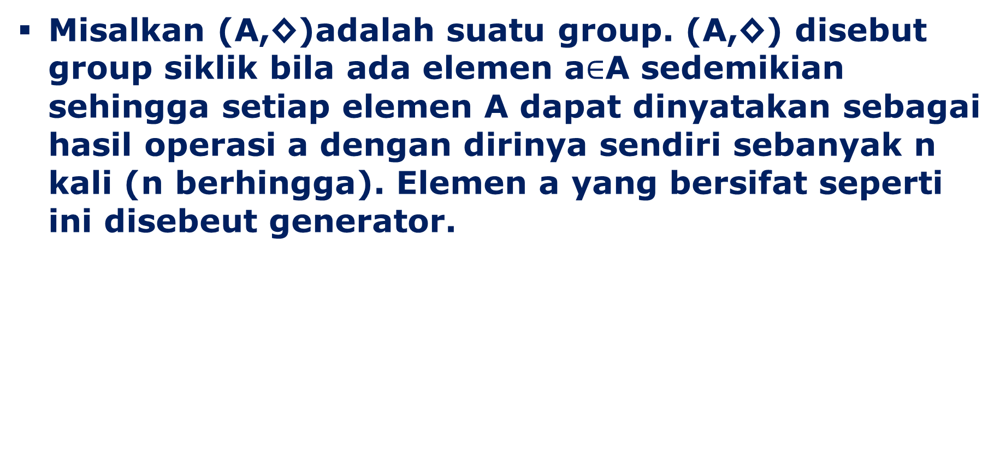 ▪ Misalkan (A,◇)adalah suatu group. (A,◇) disebut
group siklik bila ada elemen a∈A sedemikian
sehingga setiap elemen A dapat dinyatakan sebagai
hasil operasi a dengan dirinya sendiri sebanyak n
kali (n berhingga). Elemen a yang bersifat seperti
ini disebeut generator.